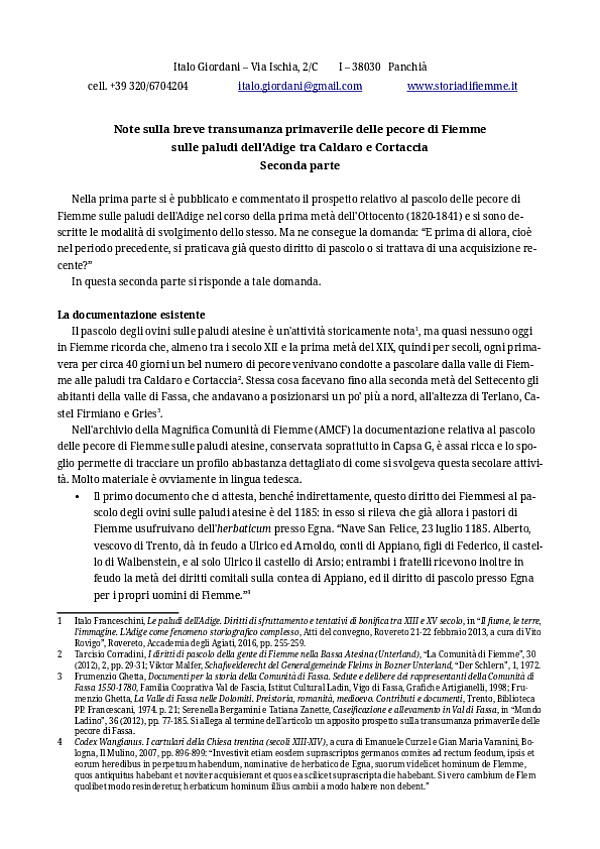 Italo Giordani – Via Ischia, 2/C I – 38030 Panchià
cell. +39 320/6704204 italo.giordani@gmail.com www.storiadifiemme.it
Note sulla breve transumanza primaverile delle pecore di Fiemme
sulle paludi dell'Adige tra Caldaro e Cortaccia
Seconda parte
Nella prima parte si è pubblicato e commentato il prospetto relativo al pascolo delle pecore di
Fiemme sulle paludi dell'Adige nel corso della prima metà dell'Ottocento (1820-1841) e si sono de-
scritte le modalità di svolgimento dello stesso. Ma ne consegue la domanda: “E prima di allora, cioè
nel periodo precedente, si praticava già questo diritto di pascolo o si trattava di una acquisizione re-
cente?”
In questa seconda parte si risponde a tale domanda.
La documentazione esistente
Il pascolo degli ovini sulle paludi atesine è un'attività storicamente nota1, ma quasi nessuno oggi
in Fiemme ricorda che, almeno tra i secolo XII e la prima metà del XIX, quindi per secoli, ogni prima-
vera per circa 40 giorni un bel numero di pecore venivano condotte a pascolare dalla valle di Fiem-
me alle paludi tra Caldaro e Cortaccia2. Stessa cosa facevano fino alla seconda metà del Settecento gli
abitanti della valle di Fassa, che andavano a posizionarsi un po' più a nord, all'altezza di Terlano, Ca-
stel Firmiano e Gries3.
Nell'archivio della Magnifica Comunità di Fiemme (AMCF) la documentazione relativa al pascolo
delle pecore di Fiemme sulle paludi atesine, conservata soprattutto in Capsa G, è assai ricca e lo spo-
glio permette di tracciare un profilo abbastanza dettagliato di come si svolgeva questa secolare attivi-
tà. Molto materiale è ovviamente in lingua tedesca.
• Il primo documento che ci attesta, benché indirettamente, questo diritto dei Fiemmesi al pa-
scolo degli ovini sulle paludi atesine è del 1185: in esso si rileva che già allora i pastori di
Fiemme usufruivano dell'herbaticum presso Egna. “Nave San Felice, 23 luglio 1185. Alberto,
vescovo di Trento, dà in feudo a Ulrico ed Arnoldo, conti di Appiano, figli di Federico, il castel-
lo di Walbenstein, e al solo Ulrico il castello di Arsio; entrambi i fratelli ricevono inoltre in
feudo la metà dei diritti comitali sulla contea di Appiano, ed il diritto di pascolo presso Egna
per i propri uomini di Fiemme.”4
1 Italo Franceschini, Le paludi dell'Adige. Diritti di sfruttamento e tentativi di bonifica tra XIII e XV secolo, in “Il fiume, le terre,
l'immagine. L'Adige come fenomeno storiografico complesso, Atti del convegno, Rovereto 21-22 febbraio 2013, a cura di Vito
Rovigo”, Rovereto, Accademia degli Agiati, 2016, pp. 255-259.
2 Tarcisio Corradini, I diritti di pascolo della gente di Fiemme nella Bassa Atesina (Unterland), “La Comunità di Fiemme”, 30
(2012), 2, pp. 29-31; Viktor Malfer, Schafweiderecht del Generalgemeinde Fleims in Bozner Unterland, “Der Schlern”, 1, 1972.
3 Frumenzio Ghetta, Documenti per la storia della Comunità di Fassa. Sedute e delibere dei rappresentanti della Comunità di
Fassa 1550-1780, Familia Cooprativa Val de Fascia, Istitut Cultural Ladin, Vigo di Fassa, Grafiche Artigianelli, 1998; Fru-
menzio Ghetta, La Valle di Fassa nelle Dolomiti. Preistoria, romanità, medioevo. Contributi e documenti, Trento, Biblioteca
PP. Francescani, 1974, p. 21; Serenella Bergamini e Tatiana Zanette, Caseificazione e allevamento in Val di Fassa, in “Mondo
Ladino”, 36 (2012), pp. 77-185. Si allega al termine dell'articolo un apposito prospetto sulla transumanza primaverile delle
pecore di Fassa.
4 Codex Wangianus. I cartulari della Chiesa trentina (secoli XIII-XIV), a cura di Emanuele Curzel e Gian Maria Varanini, Bo-
logna, Il Mulino, 2007, pp. 896-899: “Investivit etiam eosdem suprascriptos germanos comites ad rectum feodum, ipsis et
eorum heredibus in perpetuum habendum, nominative de herbatico de Egna, suorum videlicet hominum de Flemme,
quos antiquitus habebant et noviter acquisierant et quos ea scilicet suprascripta die habebant. Si vero cambium de Flem
quolibet modo resinderetur, herbaticum hominum illius cambii a modo habere non debent.”